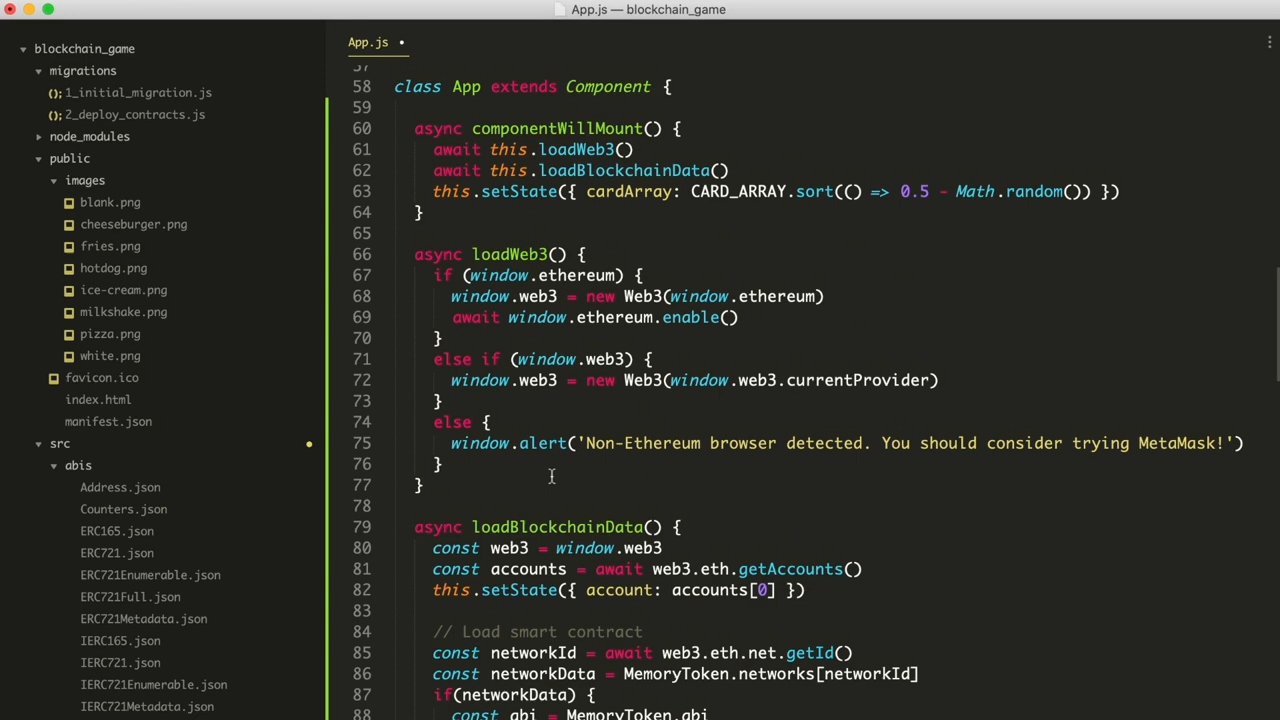 App.js — blockchain_game
blockchain_game
migrations
1_initial_migration.js
2_deploy_contracts.js
node_modules
public
images
blank.png
cheeseburger.png
fries.png
hotdog.png
ice-cream.png
milkshake.png
pizza.png
white.png
favicon.ico
index.html
manifest.json
src
abis
Address.json
Counters.json
ERC165.json
ERC721.json
ERC721Enumerable.json
ERC721Full.json
ERC721Metadata.json
IERC165.json
IERC721.json
IERC721Enumerable.json
IERC721Metadata.json
App.js •
57
58 class App extends Component {
59
60 async componentWillMount() {
61 await this.loadWeb3()
62 await this.loadBlockchainData()
63 this.setState({ cardArray: CARD_ARRAY.sort(() => 0.5 - Math.random()) })
64 }
65
66 async loadWeb3() {
67 if (window.ethereum) {
68 window.web3 = new Web3(window.ethereum)
69 await window.ethereum.enable()
70 }
71 else if (window.web3) {
72 window.web3 = new Web3(window.web3.currentProvider)
73 }
74 else {
75 window.alert('Non-Ethereum browser detected. You should consider trying MetaMask!')
76 }
77 }
78
79 async loadBlockchainData() {
80 const web3 = window.web3
81 const accounts = await web3.eth.getAccounts()
82 this.setState({ account: accounts[0] })
83
84 // Load smart contract
85 const networkId = await web3.eth.net.getId()
86 const networkData = MemoryToken.networks[networkId]
87 if(networkData) {
88 const abi = MemoryToken.abi